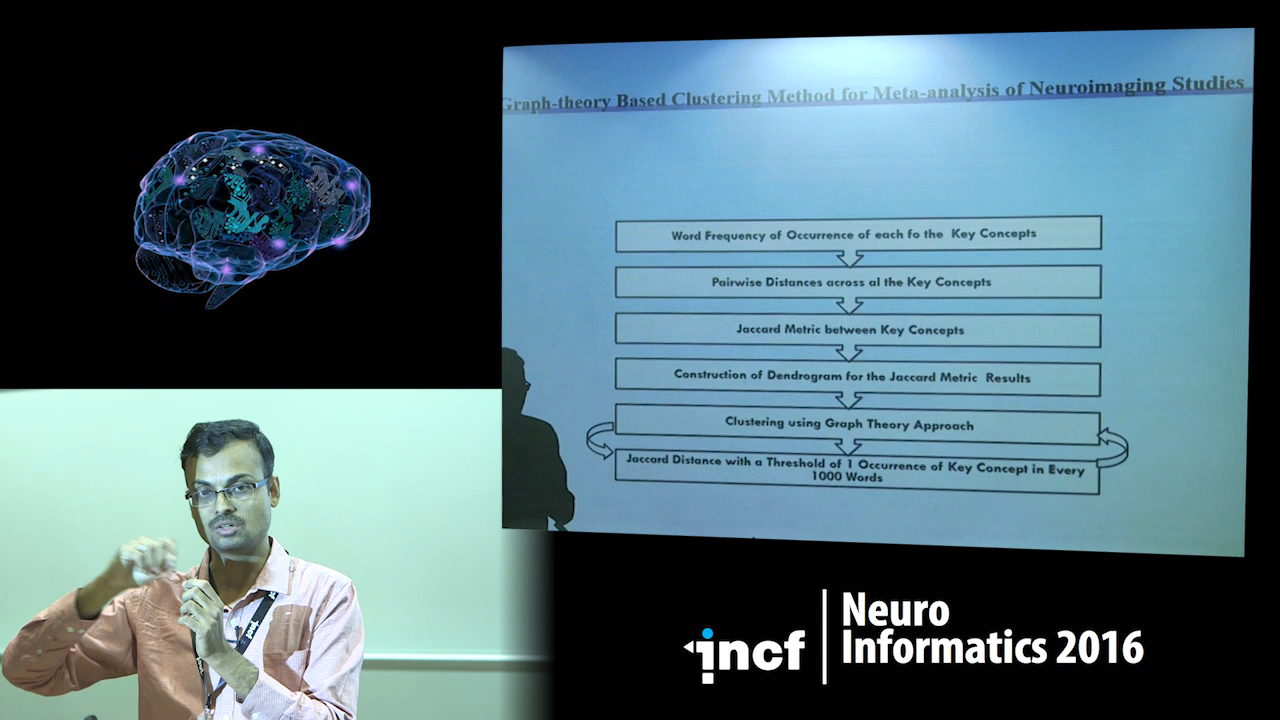 Graph-theory Based Clustering Method for Meta-analysis of Neuroimaging Studies
Word Frequency of Occurrence of each fo the Key Concepts
Pairwise Distances across al the Key Concepts
Jaccard Metric between Key Concepts
Construction of Dendrogram for the Jaccard Metric Results
Clustering using Graph Theory Approach
Jaccard Distance with a Threshold of 1 Occurrence of Key Concept in Every
1000 Words
incf
Neuro
Informatics 2016